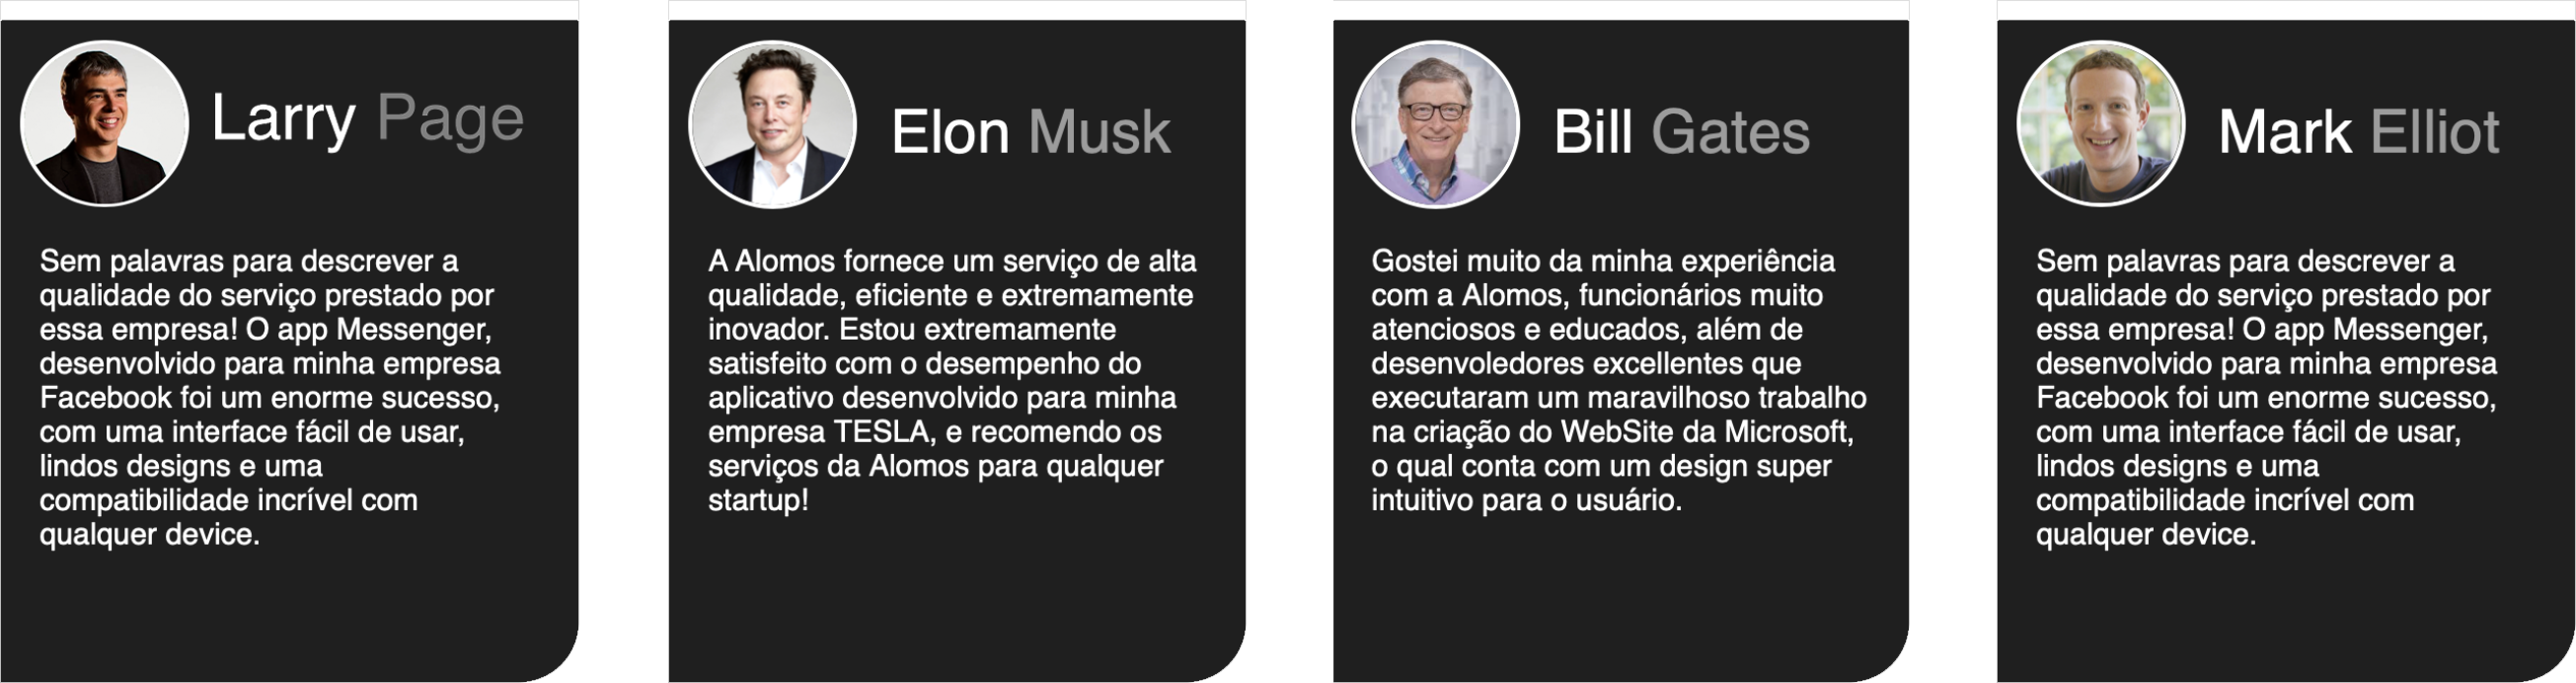 Larry Page
Sem palavras para descrever a
qualidade do serviço prestado por
essa empresa! O app Messenger,
desenvolvido para minha empresa
Facebook foi um enorme sucesso,
com uma interface fácil de usar,
lindos designs e uma
compatibilidade incrível com
qualquer device.
Elon Musk
A Alomos fornece um serviço de alta
qualidade, eficiente e extremamente
inovador. Estou extremamente
satisfeito com o desempenho do
aplicativo desenvolvido para minha
empresa TESLA, e recomendo os
serviços da Alomos para qualquer
startup!
Bill Gates
Gostei muito da minha experiência
com a Alomos, funcionários muito
atenciosos e educados, além de
desenvoledores excellentes que
executaram um maravilhoso trabalho
na criação do WebSite da Microsoft,
o qual conta com um design super
intuitivo para o usuário.
Mark Elliot
Sem palavras para descrever a
qualidade do serviço prestado por
essa empresa! O app Messenger,
desenvolvido para minha empresa
Facebook foi um enorme sucesso,
com uma interface fácil de usar,
lindos designs e uma
compatibilidade incrível com
qualquer device.